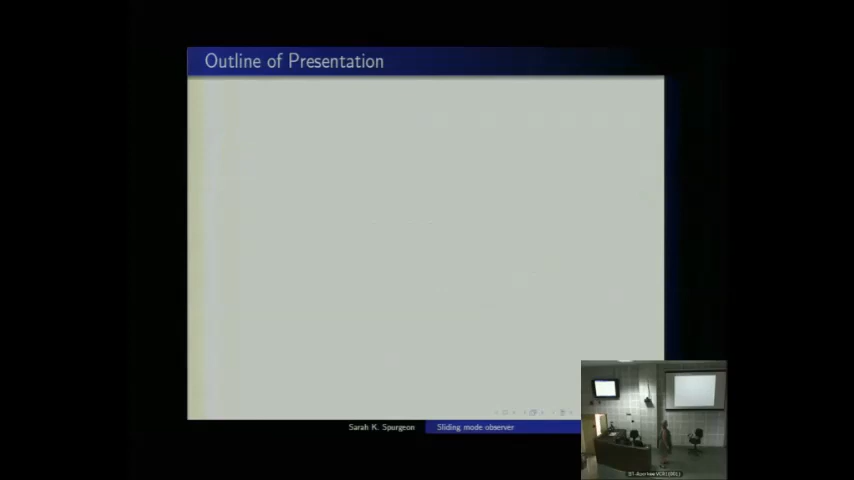 Outline of Presentation
Sarah K. Spurgeon
Sliding mode observer